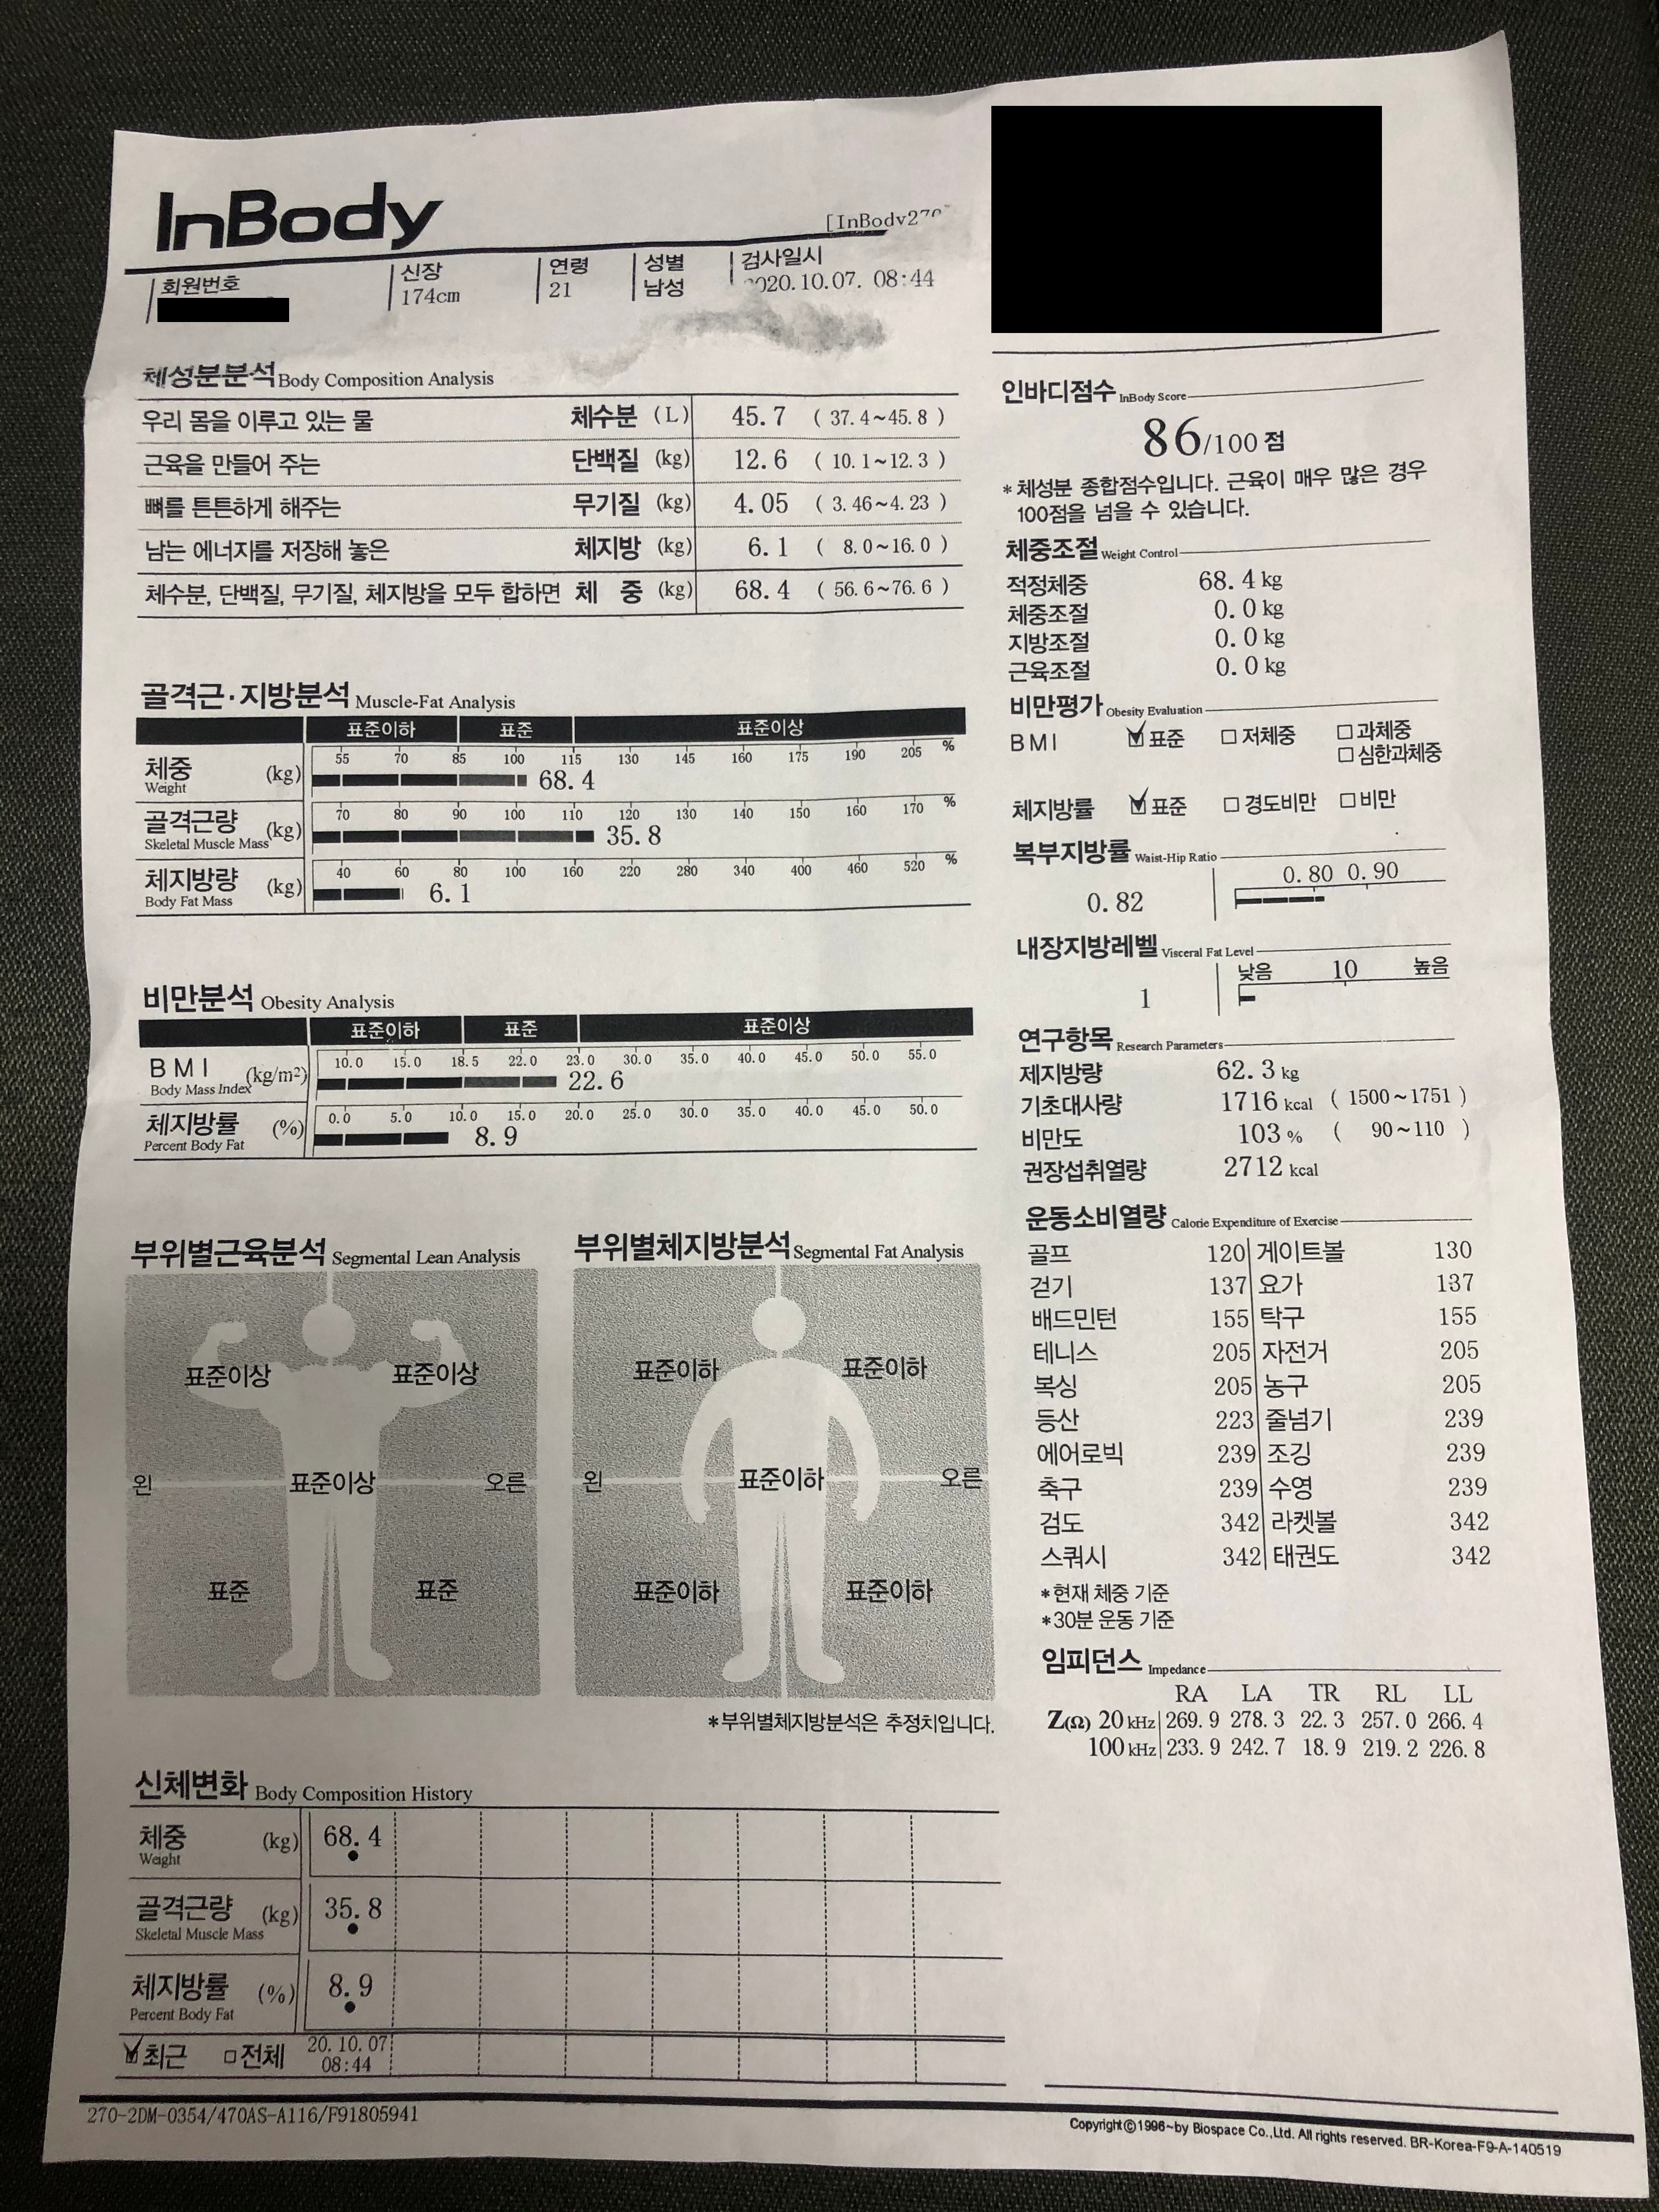 InBody
[InBody270]
회원번호
신장
174cm
연령
21
성별
남성
검사일시
2020.10.07. 08:44
체성분분석 Body Composition Analysis
우리 몸을 이루고 있는 물 체수분 (L) 45.7 ( 37.4~45.8 )
근육을 만들어 주는 단백질 (kg) 12.6 ( 10.1~12.3 )
뼈를 튼튼하게 해주는 무기질 (kg) 4.05 ( 3.46~4.23 )
남는 에너지를 저장해 놓은 체지방 (kg) 6.1 ( 8.0~16.0 )
체수분, 단백질, 무기질, 체지방을 모두 합하면 체 중 (kg) 68.4 ( 56.6~76.6 )
골격근·지방분석 Muscle-Fat Analysis
표준이하 표준 표준이상
체중 (kg) 55 70 85 100 115 130 145 160 175 190 205 %
Weight 68.4
골격근량 (kg) 70 80 90 100 110 120 130 140 150 160 170 %
Skeletal Muscle Mass 35.8
체지방량 (kg) 40 60 80 100 160 220 280 340 400 460 520 %
Body Fat Mass 6.1
비만분석 Obesity Analysis
표준이하 표준 표준이상
BMI (kg/m²) 10.0 15.0 18.5 22.0 23.0 30.0 35.0 40.0 45.0 50.0 55.0
Body Mass Index 22.6
체지방률 (%) 0.0 5.0 10.0 15.0 20.0 25.0 30.0 35.0 40.0 45.0 50.0
Percent Body Fat 8.9
부위별근육분석 Segmental Lean Analysis
표준이상 표준이상
왼 표준이상 오른
표준 표준
부위별체지방분석 Segmental Fat Analysis
표준이하 표준이하
왼 표준이하 오른
표준이하 표준이하
*부위별체지방분석은 추정치입니다.
신체변화 Body Composition History
체중 (kg) 68.4
Weight
골격근량 (kg) 35.8
Skeletal Muscle Mass
체지방률 (%) 8.9
Percent Body Fat
최근 전체 20.10.07
08:44
인바디점수 InBody Score
86/100 점
*체성분 종합점수입니다. 근육이 매우 많은 경우
100점을 넘을 수 있습니다.
체중조절 Weight Control
적정체중 68.4 kg
체중조절 0.0 kg
지방조절 0.0 kg
근육조절 0.0 kg
비만평가 Obesity Evaluation
BMI 표준 저체중 과체중
심한과체중
체지방률 표준 경도비만 비만
복부지방률 Waist-Hip Ratio
0.80 0.90
0.82
내장지방레벨 Visceral Fat Level
낮음 10 높음
1
연구항목 Research Parameters
제지방량 62.3 kg
기초대사량 1716 kcal ( 1500~1751 )
비만도 103 % ( 90~110 )
권장섭취열량 2712 kcal
운동소비열량 Calorie Expenditure of Exercise
골프 120 게이트볼 130
걷기 137 요가 137
배드민턴 155 탁구 155
테니스 205 자전거 205
복싱 205 농구 205
등산 223 줄넘기 239
에어로빅 239 조깅 239
축구 239 수영 239
검도 342 라켓볼 342
스쿼시 342 태권도 342
*현재 체중 기준
*30분 운동 기준
임피던스 Impedance
RA LA TR RL LL
Z(Ω) 20 kHz 269.9 278.3 22.3 257.0 266.4
100 kHz 233.9 242.7 18.9 219.2 226.8
270-2DM-0354/470AS-A116/F91805941
Copyright©1996~by Biospace Co.,Ltd. All rights reserved. BR-Korea-F9-A-140519